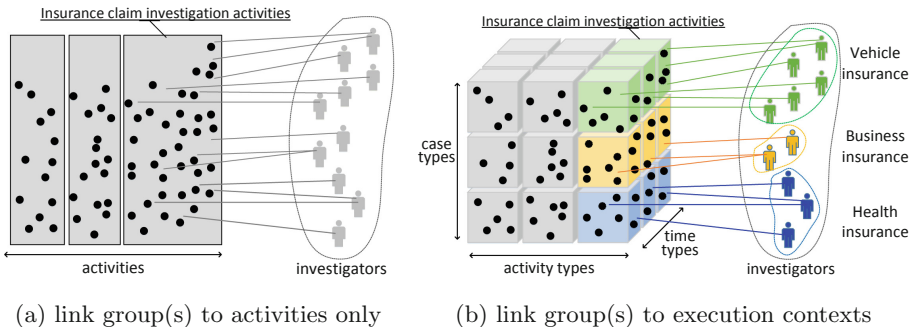 Insurance claim investigation activities
activities
investigators
(a) link group(s) to activities only
Insurance claim investigation activities
case
types
activity types
time
types
Vehicle
insurance
Business
insurance
Health
insurance
investigators
(b) link group(s) to execution contexts